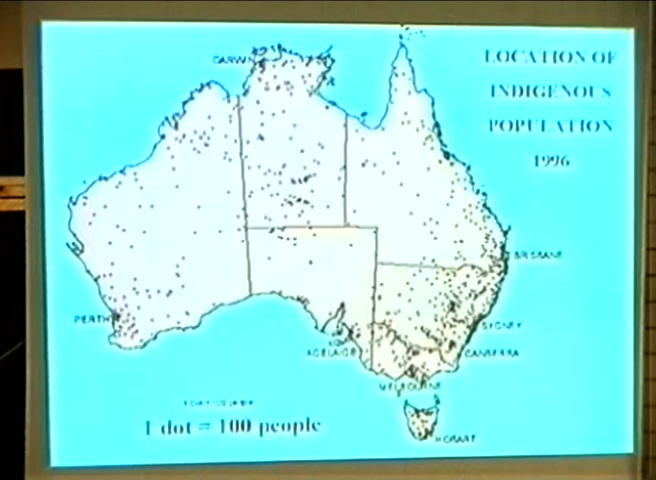 LOCATION OF
INDIGENOUS
POPULATION
1996
DARWIN
BRISBANE
PERTH
SYDNEY
ADELAIDE
CANBERRA
MELBOURNE
1 dot = 100 people
HOBART